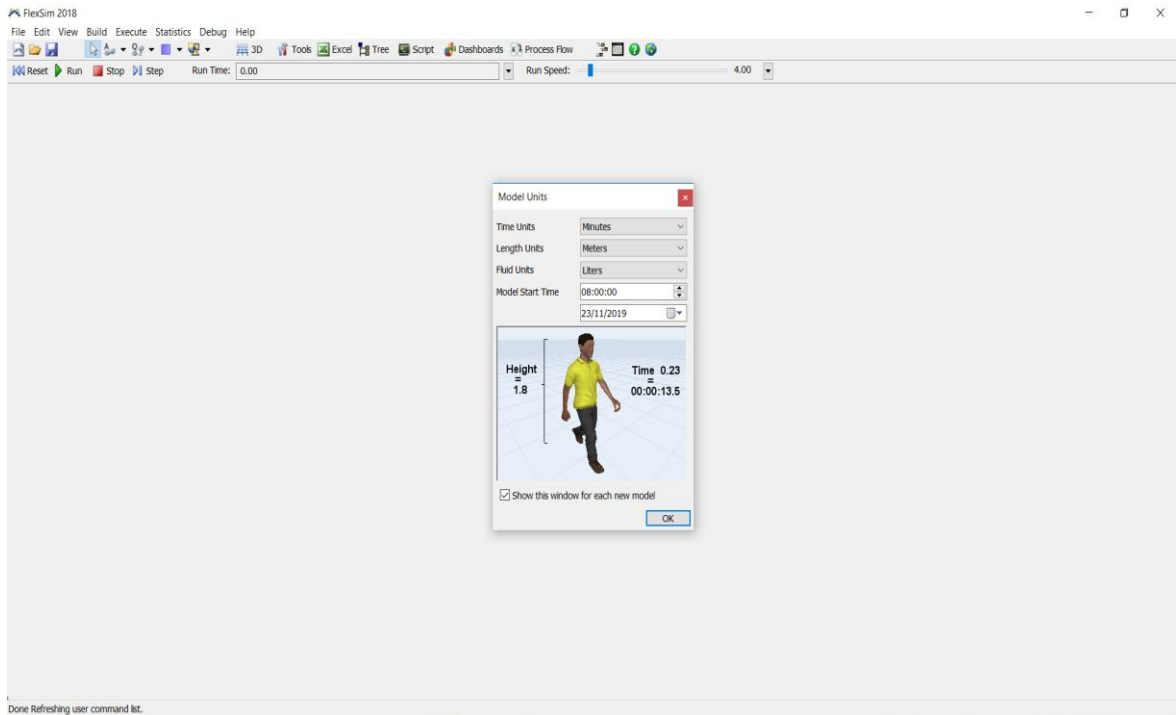 FlexSim 2018
File Edit View Build Execute Statistics Debug Help
3D Tools Excel Tree Script Dashboards Process Flow
Reset Run Stop Step Run Time: 0.00 Run Speed: 4.00
Model Units
Time Units Minutes
Length Units Meters
Fluid Units Liters
Model Start Time 08:00:00
23/11/2019
Height
=
1.8
Time 0.23
=
00:00:13.5
Show this window for each new model
OK
Done Refreshing user command list.